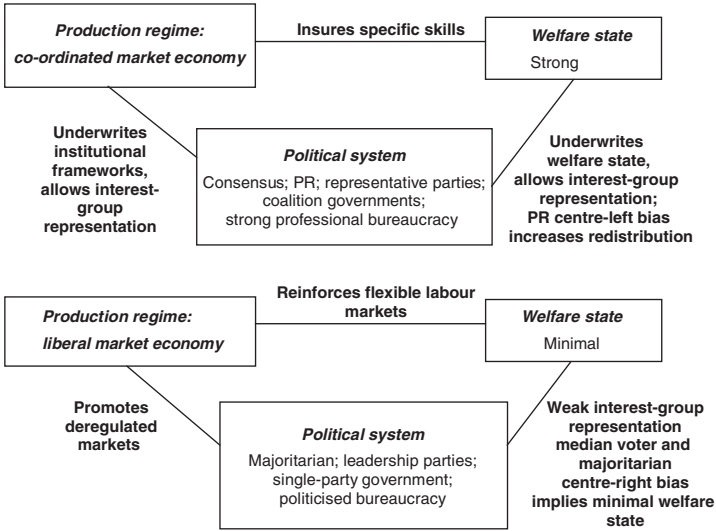 Production regime:
co-ordinated market economy
Insures specific skills
Welfare state
Strong
Underwrites
institutional
frameworks,
allows interest-
group
representation
Political system
Consensus; PR; representative parties;
coalition governments;
strong professional bureaucracy
Underwrites
welfare state,
allows interest-group
representation;
PR centre-left bias
increases redistribution
Production regime:
liberal market economy
Reinforces flexible labour
markets
Welfare state
Minimal
Promotes
deregulated
markets
Political system
Majoritarian; leadership parties;
single-party government;
politicised bureaucracy
Weak interest-group
representation
median voter and
majoritarian
centre-right bias
implies minimal welfare
state